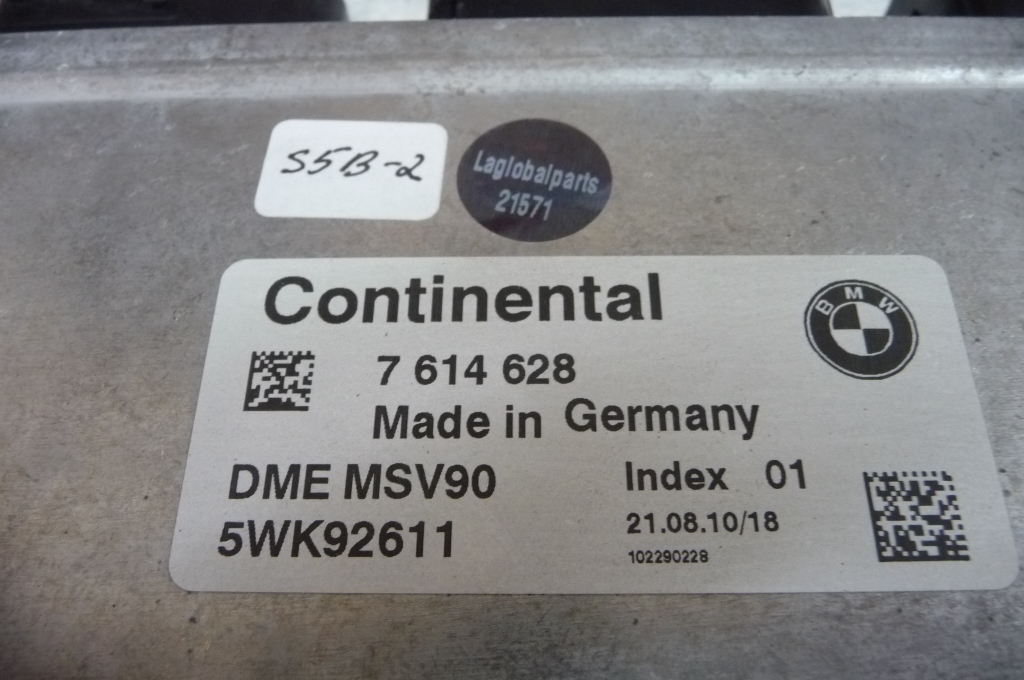 S5B-2
Laglobalparts
21571
Continental
BMW
7 614 628
Made in Germany
DME MSV90
Index 01
5WK92611
21.08.10/18
102290228